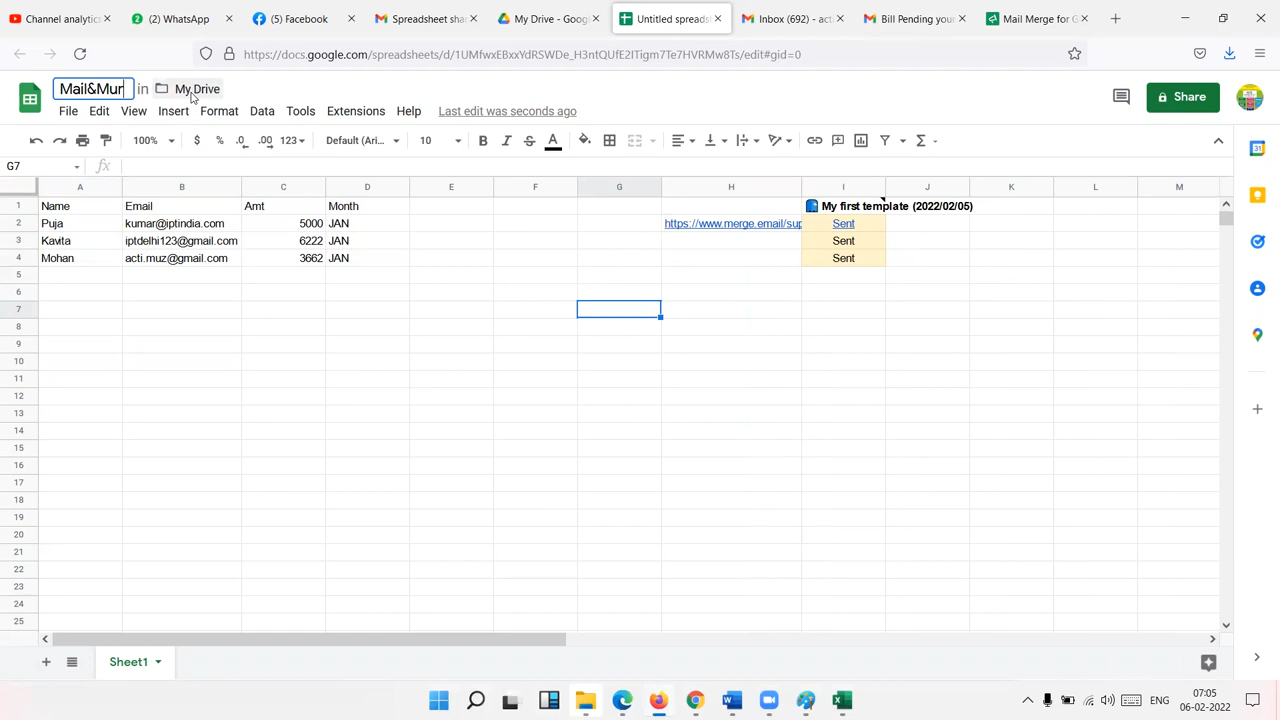 Channel analytics
(2) WhatsApp
(5) Facebook
Spreadsheet sha
My Drive - Goog
Untitled spreads
Inbox (692) - act
Bill Pending your
Mail Merge for G
https://docs.google.com/spreadsheets/d/1UMfwxEBxxYdRSWDe_H3ntQUfE2ITigm7Te7HVRMw8Ts/edit#gid=0
Mail&Mur in My Drive
Share
File Edit View Insert Format Data Tools Extensions Help Last edit was seconds ago
100% $ % .0 .00 123 Default (Ari... 10 B I S A
G7 fx
A B C D E F G H I J K L M
1 Name Email Amt Month My first template (2022/02/05)
2 Puja kumar@iptindia.com 5000 JAN https://www.merge.email/sup Sent
3 Kavita iptdelhi123@gmail.com 6222 JAN Sent
4 Mohan acti.muz@gmail.com 3662 JAN Sent
5
6
7
8
9
10
11
12
13
14
15
16
17
18
19
20
21
22
23
24
25
Sheet1
ENG
07:05
06-02-2022